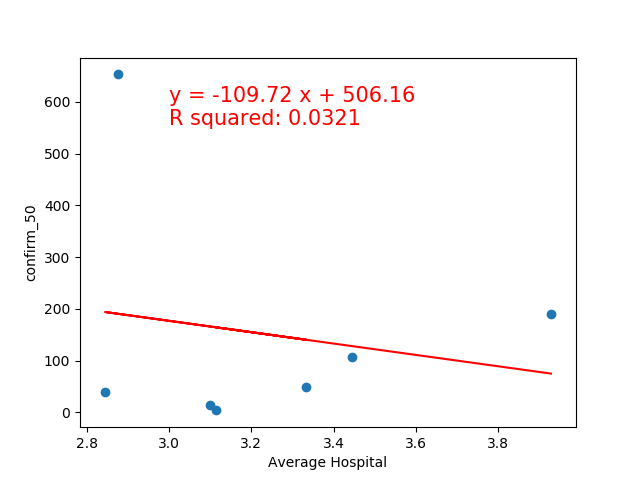 y = -109.72 x + 506.16
R squared: 0.0321
600
500
400
300
200
100
0
confirm_50
2.8 3.0 3.2 3.4 3.6 3.8
Average Hospital